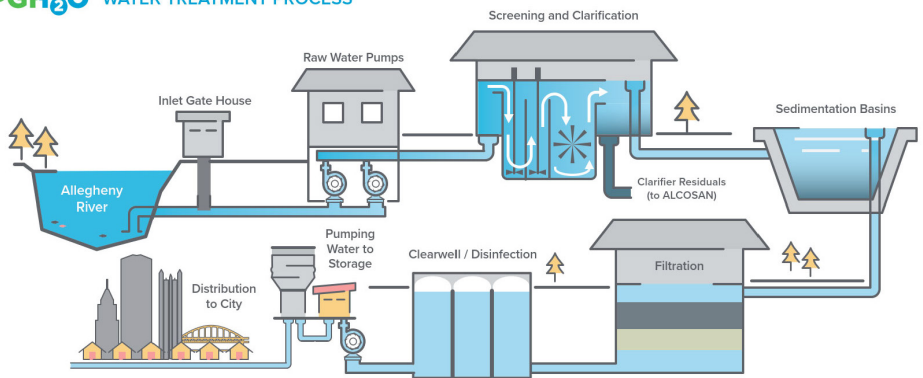 PGH₂O WATER TREATMENT PROCESS
Screening and Clarification
Raw Water Pumps
Inlet Gate House
Sedimentation Basins
Allegheny
River
Clarifier Residuals
(to ALCOSAN)
Pumping
Water to
Storage
Clearwell / Disinfection
Filtration
Distribution
to City